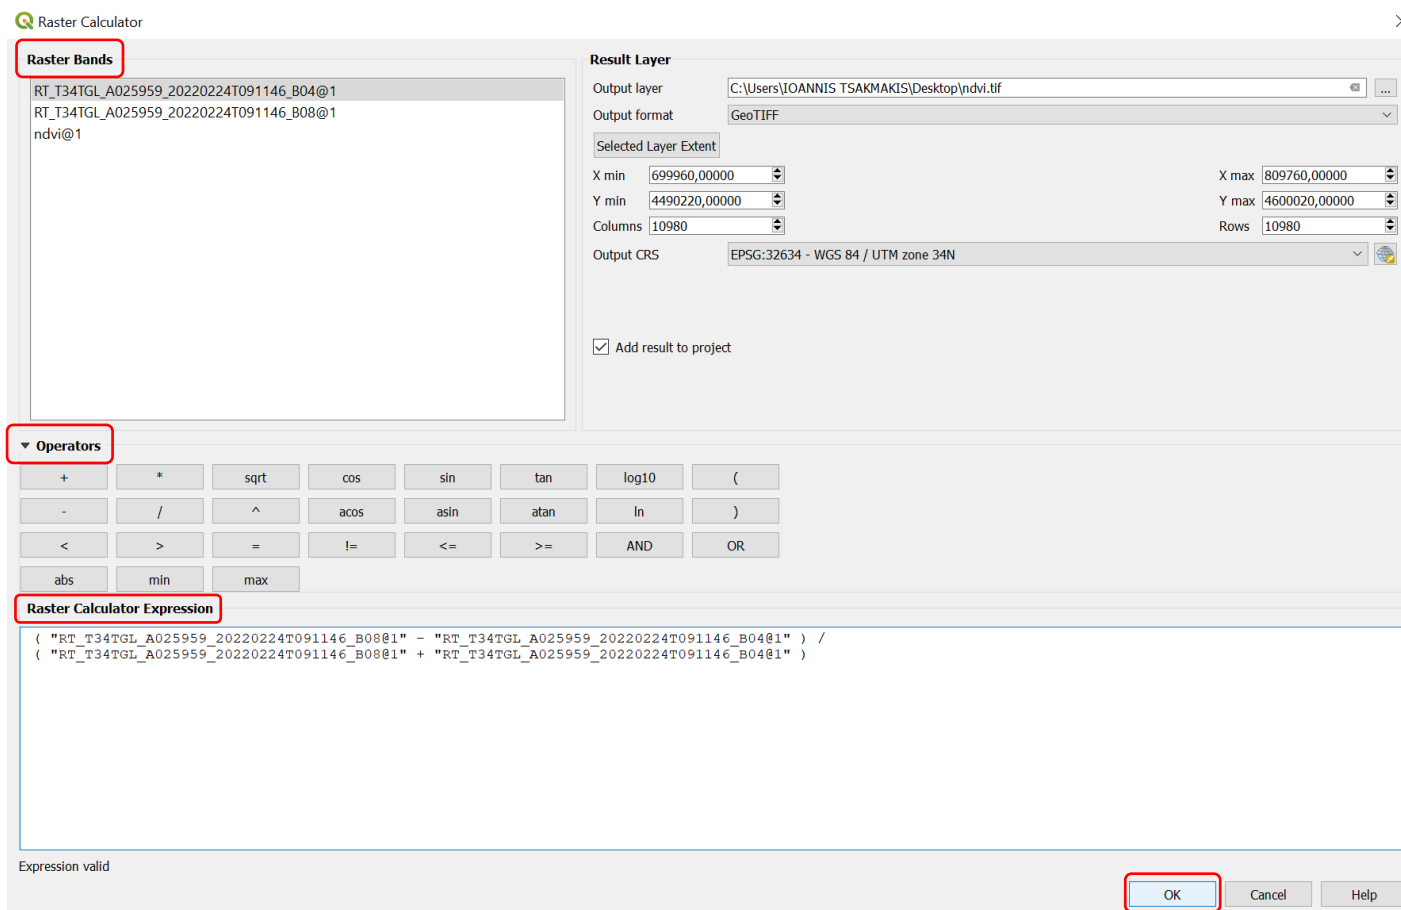 Raster Calculator
Raster Bands
RT_T34TGL_A025959_20220224T091146_B04@1
RT_T34TGL_A025959_20220224T091146_B08@1
ndvi@1
Result Layer
Output layer C:\Users\IOANNIS TSAKMAKIS\Desktop\ndvi.tif ...
Output format GeoTIFF
Selected Layer Extent
X min 699960,00000 X max 809760,00000
Y min 4490220,00000 Y max 4600020,00000
Columns 10980 Rows 10980
Output CRS EPSG:32634 - WGS 84 / UTM zone 34N
Add result to project
Operators
+ * sqrt cos sin tan log10 (
- / ^ acos asin atan ln )
< > = != <= >= AND OR
abs min max
Raster Calculator Expression
( "RT_T34TGL_A025959_20220224T091146_B08@1" - "RT_T34TGL_A025959_20220224T091146_B04@1" ) /
( "RT_T34TGL_A025959_20220224T091146_B08@1" + "RT_T34TGL_A025959_20220224T091146_B04@1" )
Expression valid
OK Cancel Help